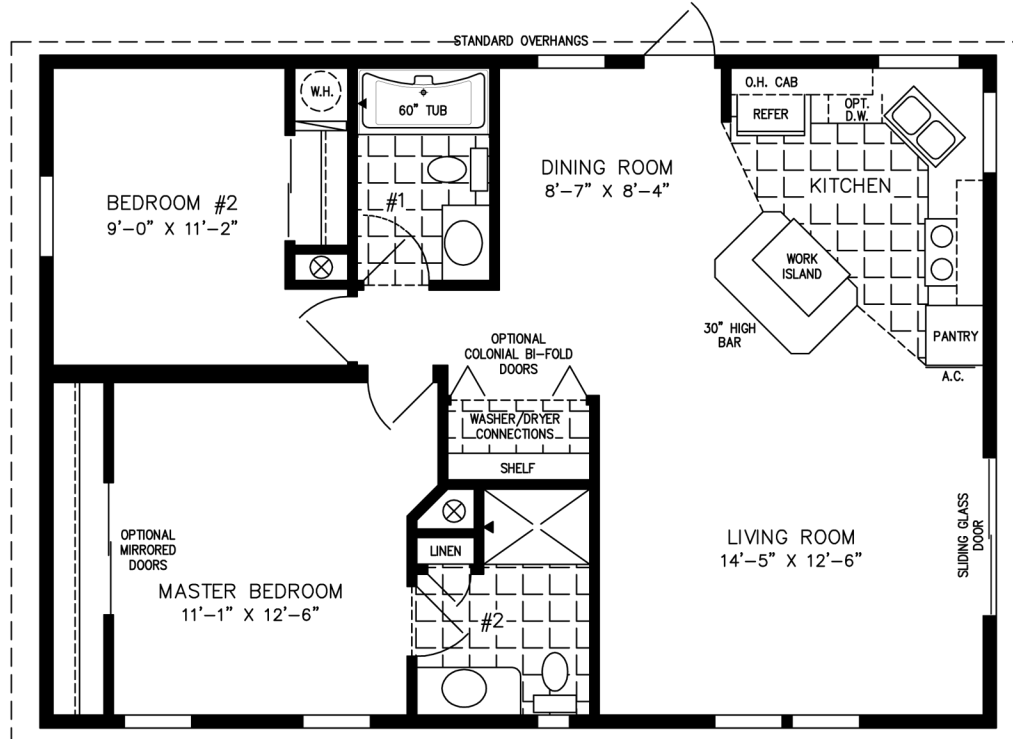 STANDARD OVERHANGS
W.H.
60" TUB
O.H. CAB
REFER
OPT.
D.W.
DINING ROOM
8'-7" X 8'-4"
KITCHEN
BEDROOM #2
9'-0" X 11'-2"
#1
WORK
ISLAND
30" HIGH
BAR
PANTRY
A.C.
OPTIONAL
COLONIAL BI-FOLD
DOORS
WASHER/DRYER
CONNECTIONS
SHELF
OPTIONAL
MIRRORED
DOORS
LINEN
LIVING ROOM
14'-5" X 12'-6"
SLIDING GLASS
DOOR
MASTER BEDROOM
11'-1" X 12'-6"
#2